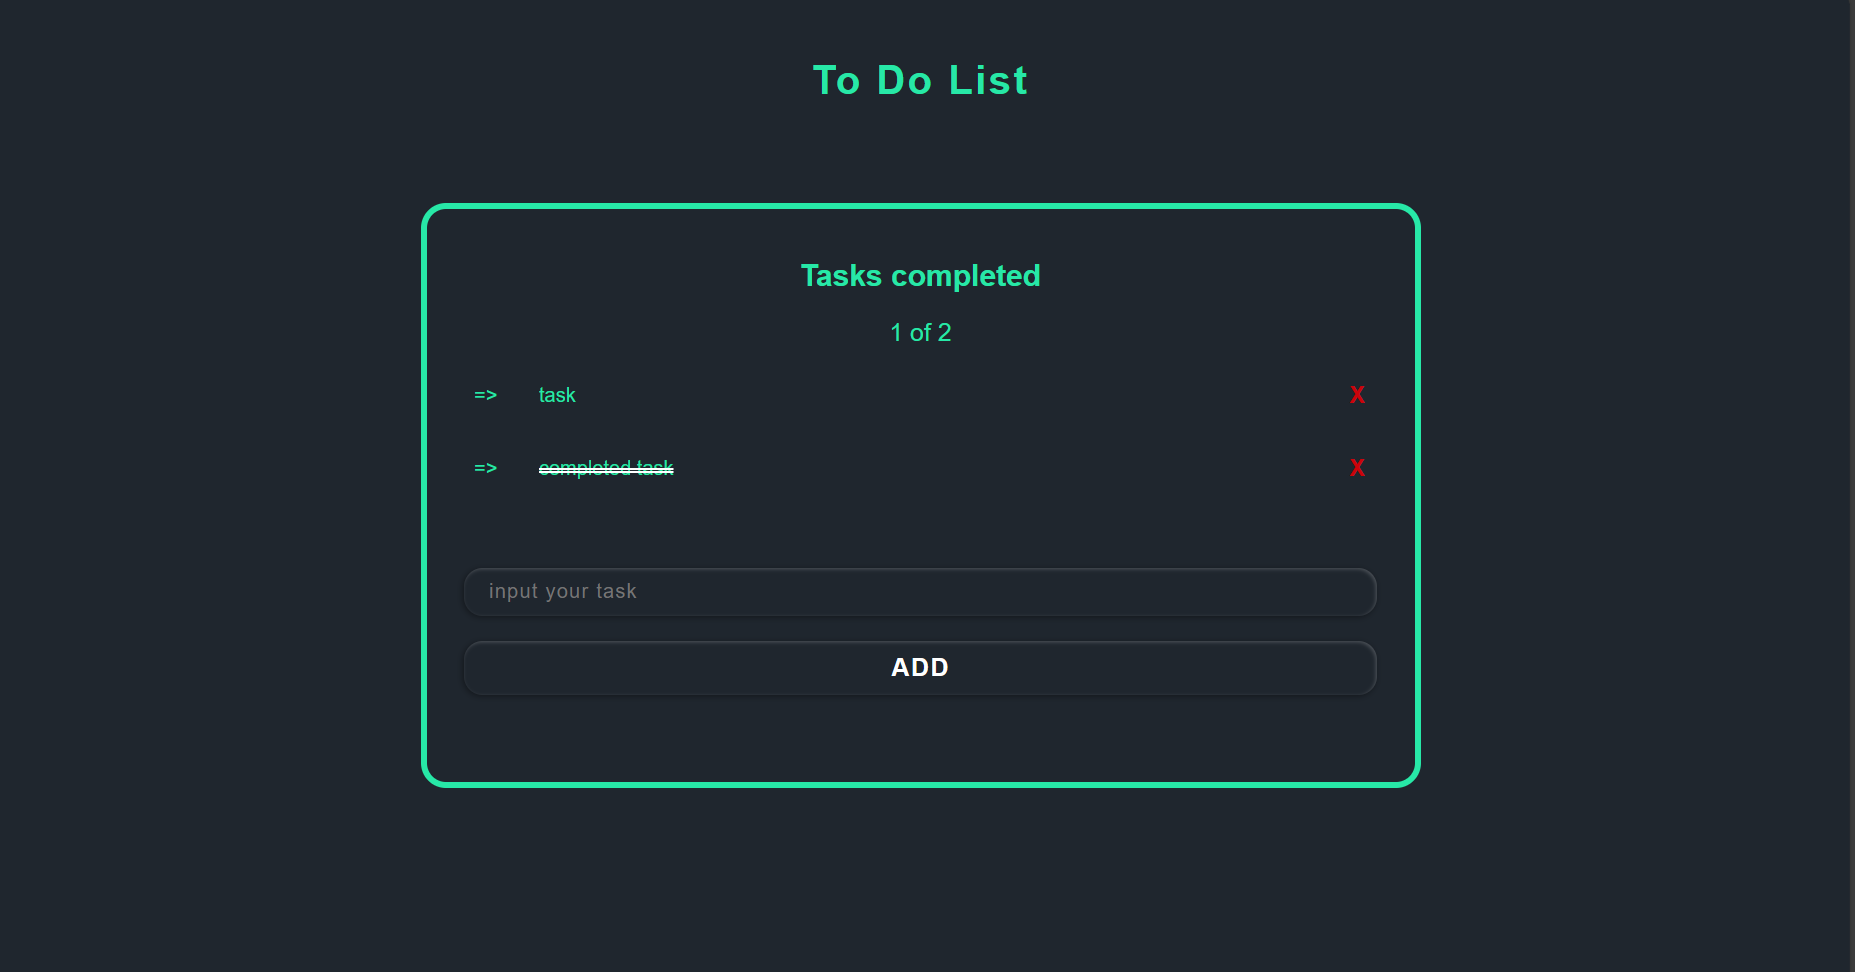 To Do List
Tasks completed
1 of 2
=> task X
=> completed task X
input your task
ADD